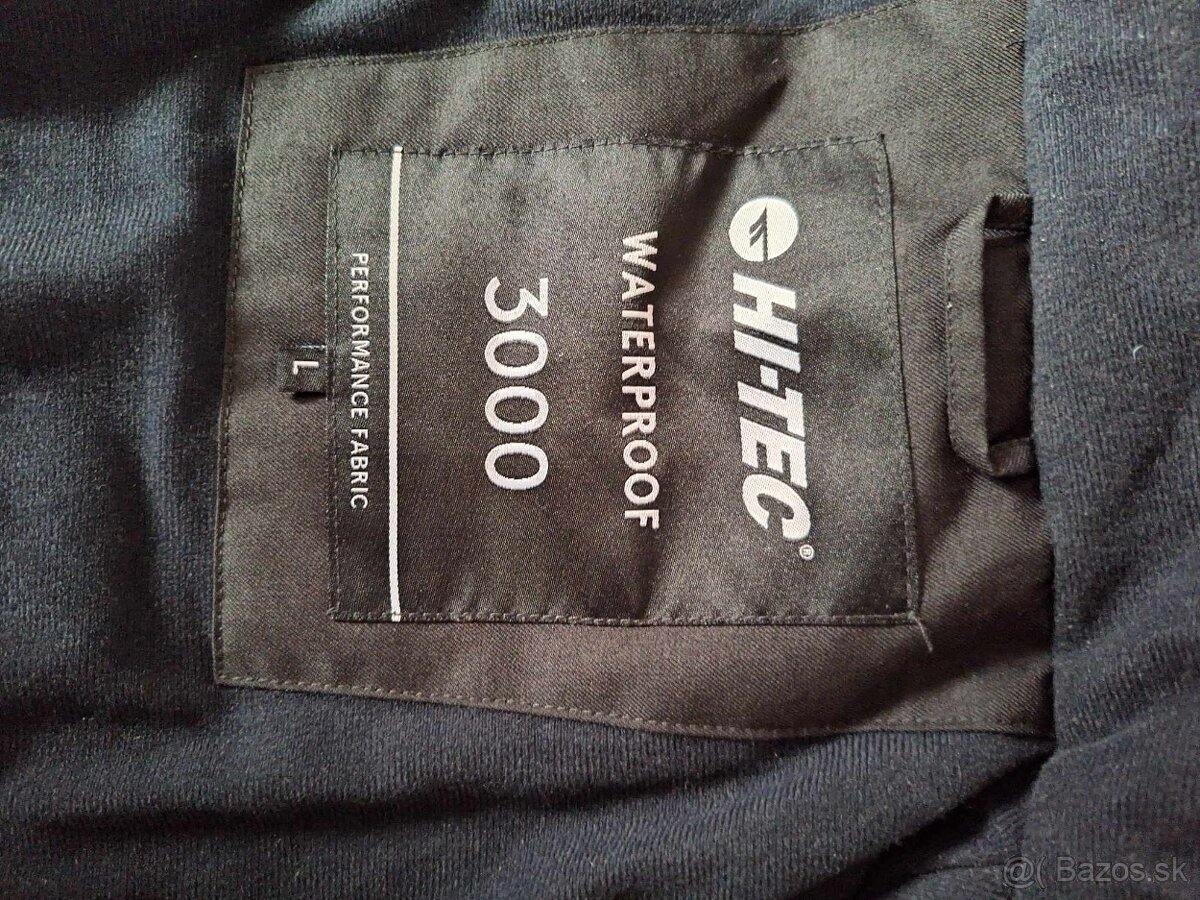 HI-TEC®
WATERPROOF
3000
PERFORMANCE FABRIC
L
@( Bazos.sk